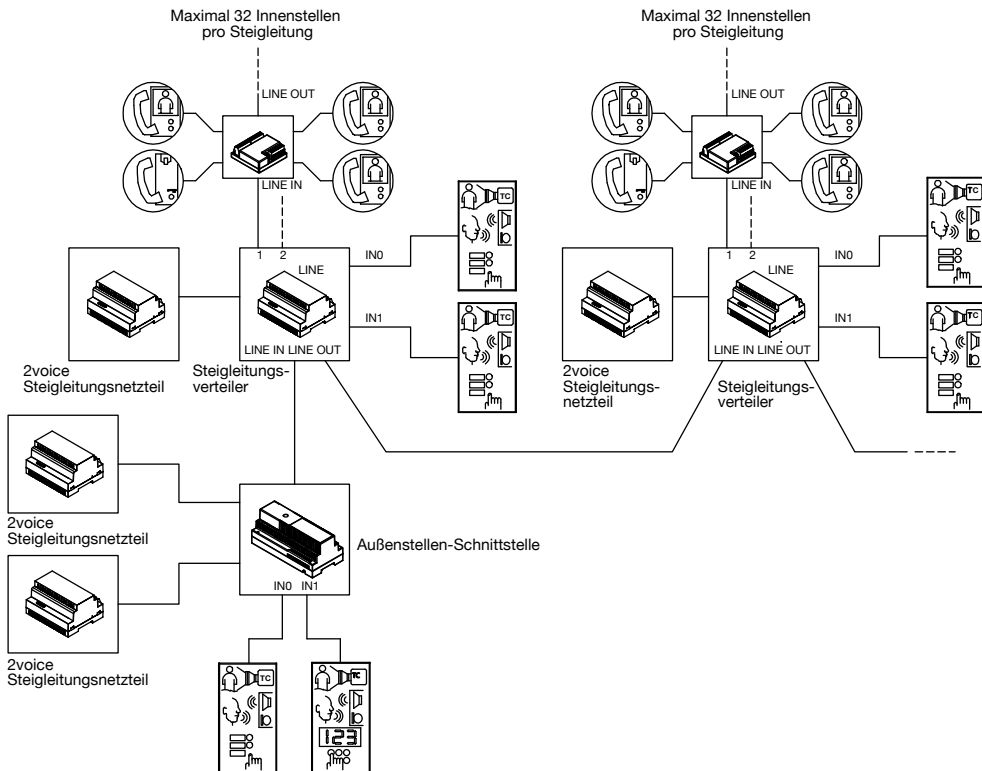 Maximal 32 Innenstellen
pro Steigleitung
Maximal 32 Innenstellen
pro Steigleitung
LINE OUT
LINE OUT
LINE IN
LINE IN
TC
TC
1 2
LINE
IN0
1 2
LINE
IN0
IN1
TC
IN1
TC
LINE IN LINE OUT
LINE IN LINE OUT
2voice
Steigleitungsnetzteil
Steigleitungs-
verteiler
2voice
Steigleitungs-
netzteil
Steigleitungs-
verteiler
2voice
Steigleitungsnetzteil
Außenstellen-Schnittstelle
IN0 IN1
2voice
Steigleitungsnetzteil
TC
TC
123